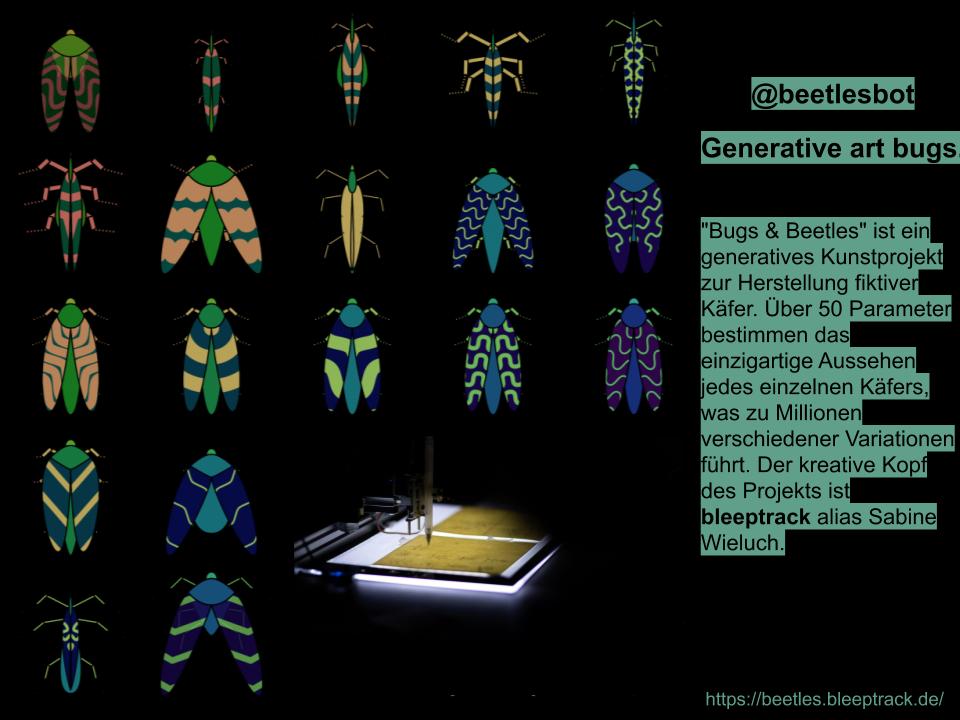 @beetlesbot
Generative art bugs.
"Bugs & Beetles" ist ein
generatives Kunstprojekt
zur Herstellung fiktiver
Käfer. Über 50 Parameter
bestimmen das
einzigartige Aussehen
jedes einzelnen Käfers,
was zu Millionen
verschiedener Variationen
führt. Der kreative Kopf
des Projekts ist
bleeptrack alias Sabine
Wieluch.
https://beetles.bleeptrack.de/